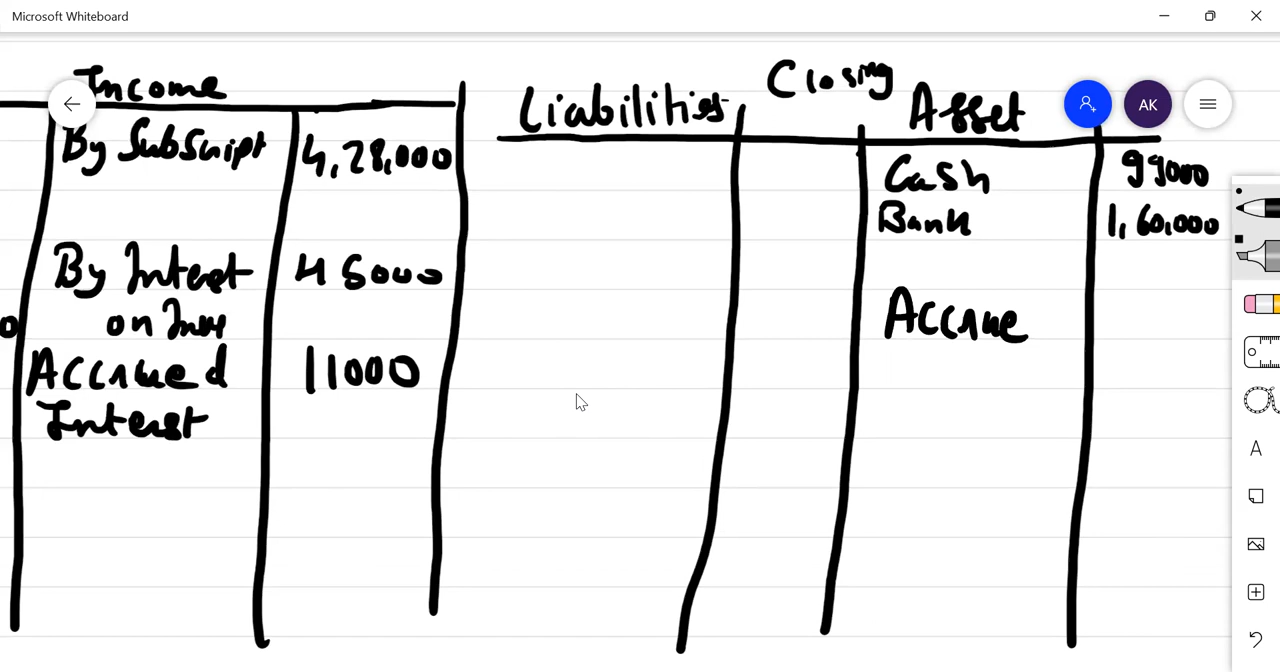 Microsoft Whiteboard
Income
By Subscript 4,28,000
By Interest 45000
on Inve
Accrued 11000
Interest
Closing
Liabilities Asset
Cash 99000
Bank 1,60,000
Accrue
AK
A